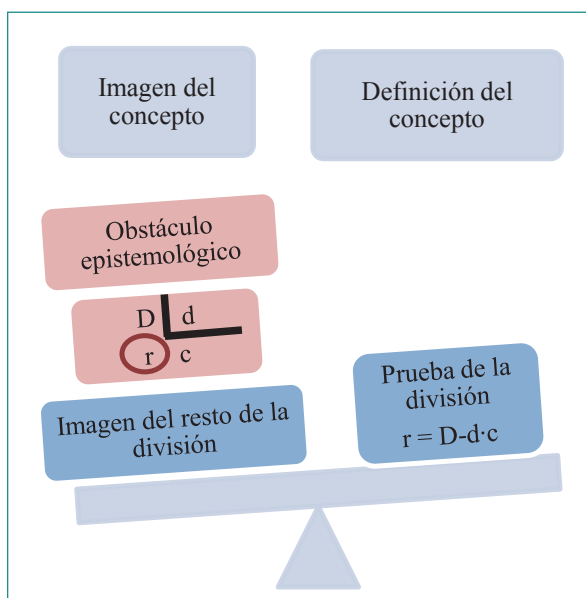 Imagen del
concepto
Definición del
concepto
Obstáculo
epistemológico
D d
r c
Imagen del resto de la
división
Prueba de la
división
r = D-d·c